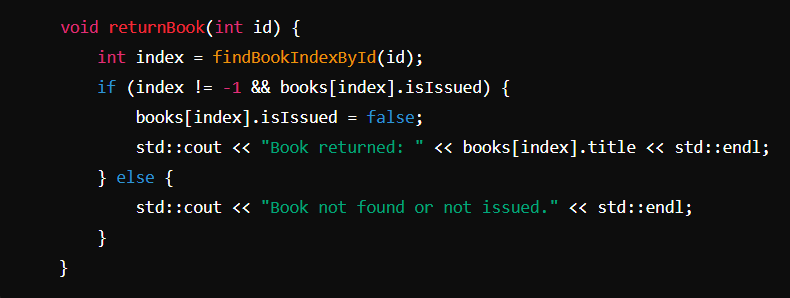 void returnBook(int id) {
    int index = findBookIndexById(id);
    if (index != -1 && books[index].isIssued) {
        books[index].isIssued = false;
        std::cout << "Book returned: " << books[index].title << std::endl;
    } else {
        std::cout << "Book not found or not issued." << std::endl;
    }
}